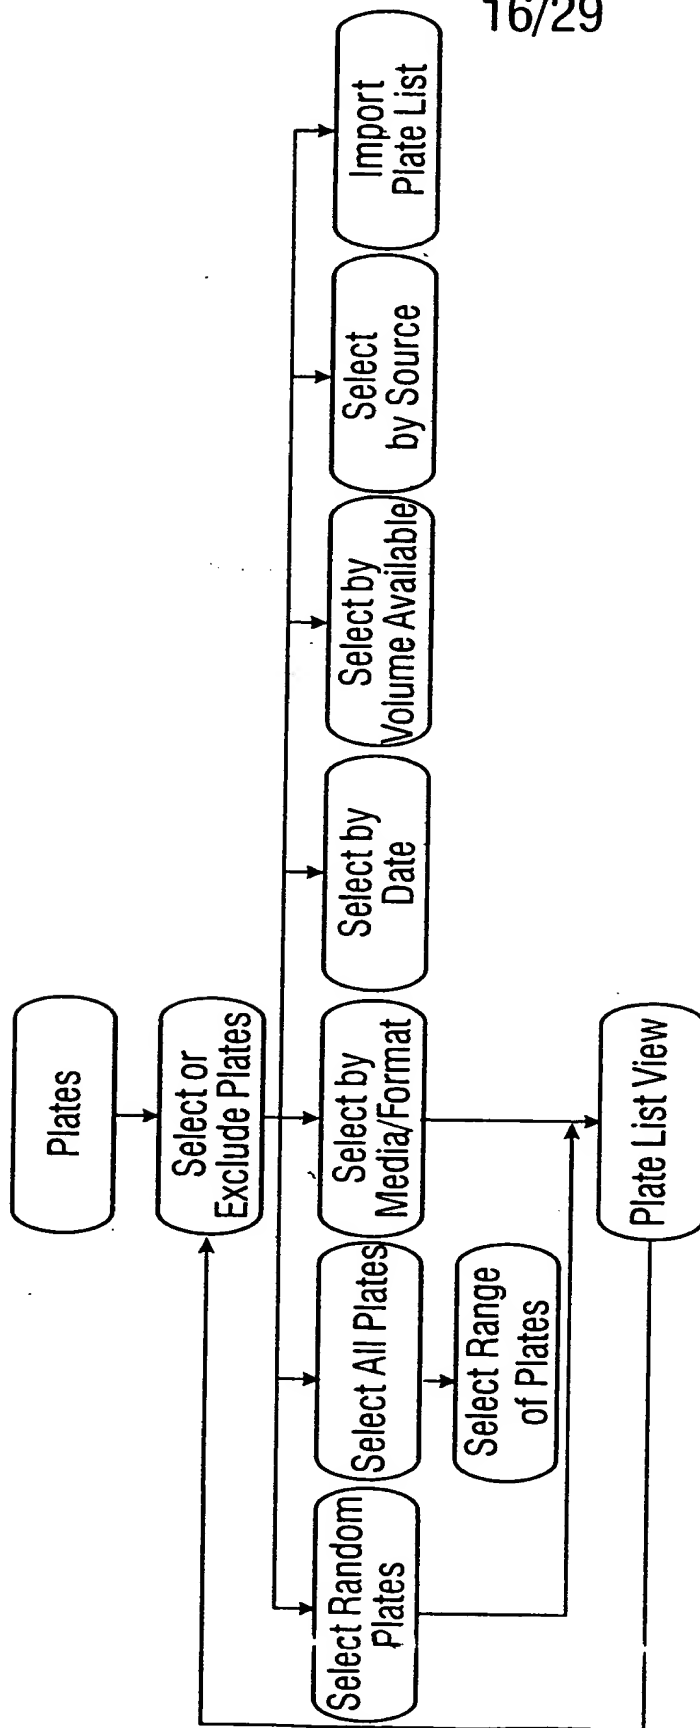 16/29
Plates
Select or
Exclude Plates
Select Random
Plates
Select All Plates
Select by
Media/Format
Select by
Date
Select by
Volume Available
Select
by Source
Import
Plate List
Select Range
of Plates
Plate List View